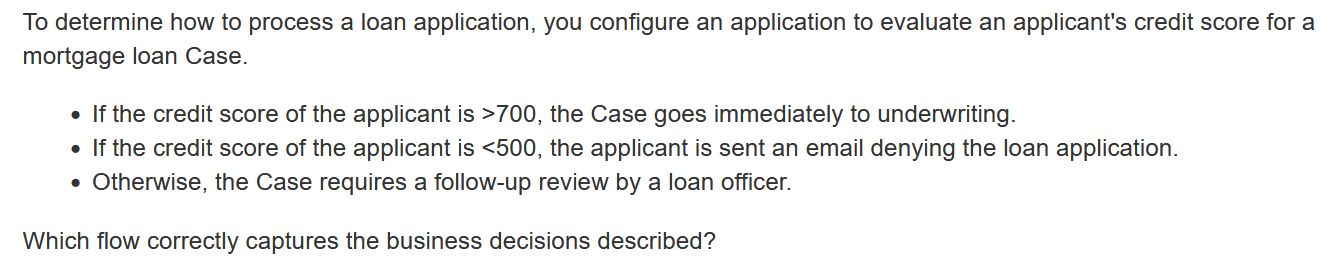 To determine how to process a loan application, you configure an application to evaluate an applicant's credit score for a
mortgage loan Case.
• If the credit score of the applicant is >700, the Case goes immediately to underwriting.
• If the credit score of the applicant is <500, the applicant is sent an email denying the loan application.
• Otherwise, the Case requires a follow-up review by a loan officer.
Which flow correctly captures the business decisions described?